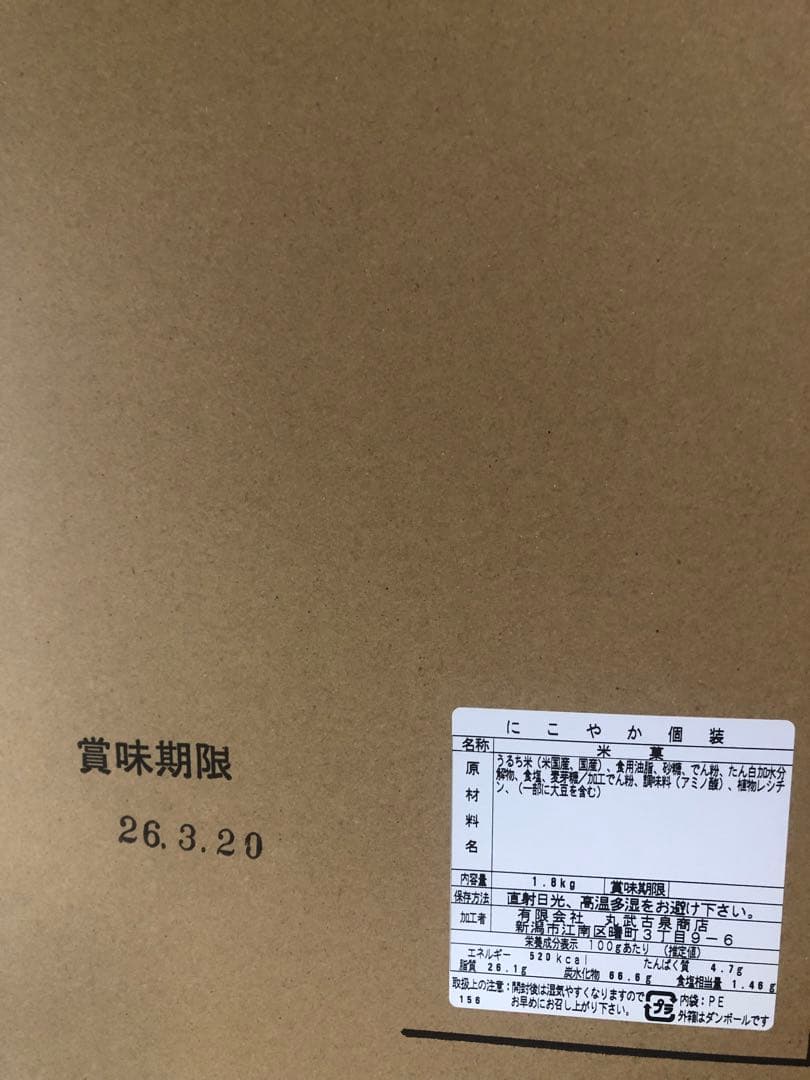 賞味期限
26.3.20
にこやか個装
名称 米菓
原材料名
うるち米（米国産、国産）、食用油脂、砂糖、でん粉、たん白加水分
解物、食塩、麦芽糖／加工でん粉、調味料（アミノ酸）、植物レシチ
ン、（一部に大豆を含む）
内容量 1.8kg 賞味期限
保存方法 直射日光、高温多湿をお避け下さい。
加工者 有限会社 丸武古泉商店
新潟市江南区曙町３丁目９－６
栄養成分表示 100gあたり （推定値）
エネルギー 520kcal たんぱく質 4.7g
脂質 26.1g 炭水化物 66.6g 食塩相当量 1.46g
取扱上の注意：開封後は湿気やすくなりますので
お早めにお召し上がり下さい。
156
プラ
内袋：PE
外箱はダンボールです